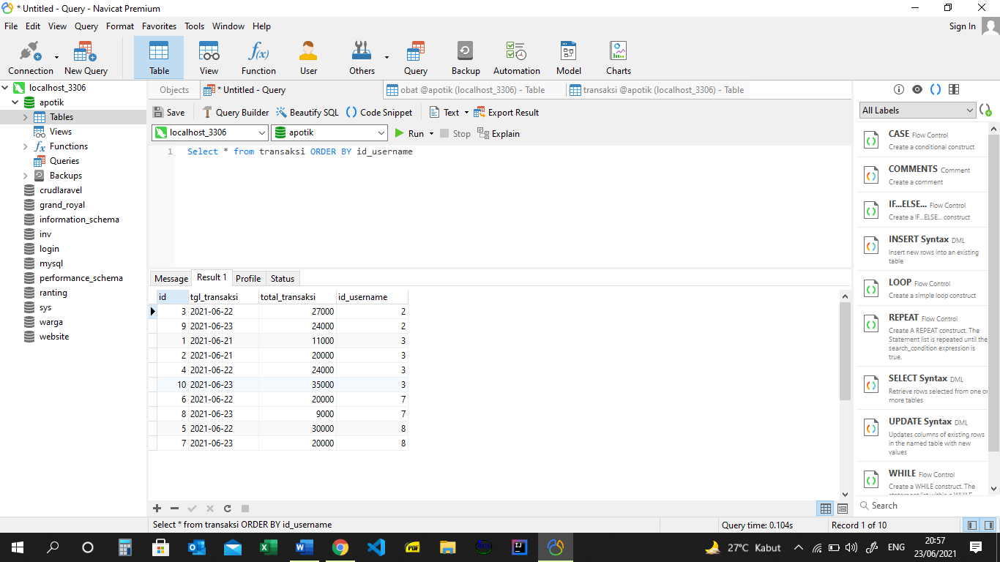 * Untitled - Query - Navicat Premium
File Edit View Query Format Favorites Tools Window Help
Sign In
Connection New Query Table View Function User Others Query Backup Automation Model Charts
localhost_3306
apotik
Tables
Views
Functions
Queries
Backups
crudlaravel
grand_royal
information_schema
inv
login
mysql
performance_schema
ranting
sys
warga
website
Objects * Untitled - Query obat @apotik (localhost_3306) - Table transaksi @apotik (localhost_3306) - Table
Save Query Builder Beautify SQL Code Snippet Text Export Result
localhost_3306 apotik Run Stop Explain
1 Select * from transaksi ORDER BY id_username
Message Result 1 Profile Status
id tgl_transaksi total_transaksi id_username
3 2021-06-22 27000 2
9 2021-06-23 24000 2
1 2021-06-21 11000 3
2 2021-06-21 20000 3
4 2021-06-22 24000 3
10 2021-06-23 35000 3
6 2021-06-22 20000 7
8 2021-06-23 9000 7
5 2021-06-22 30000 8
7 2021-06-23 20000 8
All Labels
CASE Flow Control
Create a conditional construct
COMMENTS Comment
Create a comment
IF...ELSE... Flow Control
Create a IF...ELSE... construct
INSERT Syntax DML
Insert new rows into an existing
table
LOOP Flow Control
Create a simple loop construct
REPEAT Flow Control
Create A REPEAT construct. The
Statement list is repeated until the
search_condition expression is
true.
SELECT Syntax DML
Retrieve rows selected from one or
more tables
UPDATE Syntax DML
Updates columns of existing rows
in the named table with new
values
WHILE Flow Control
Create a WHILE construct. The
statement list within a WHILE
Search
Select * from transaksi ORDER BY id_username Query time: 0.104s Record 1 of 10
27°C Kabut ENG 20:57
23/06/2021